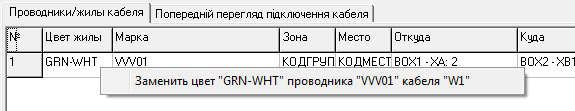 Проводники/жилы кабеля Попередній перегляд підключення кабеля
№ Цвет жилы Марка Зона Место Откуда Куда
1 GRN-WHT VVV01 КОДГРУП КОДМЕСТ BOX1 - XA: 2 BOX2 - XB1
Заменить цвет "GRN-WHT" проводника "VVV01" кабеля "W1"